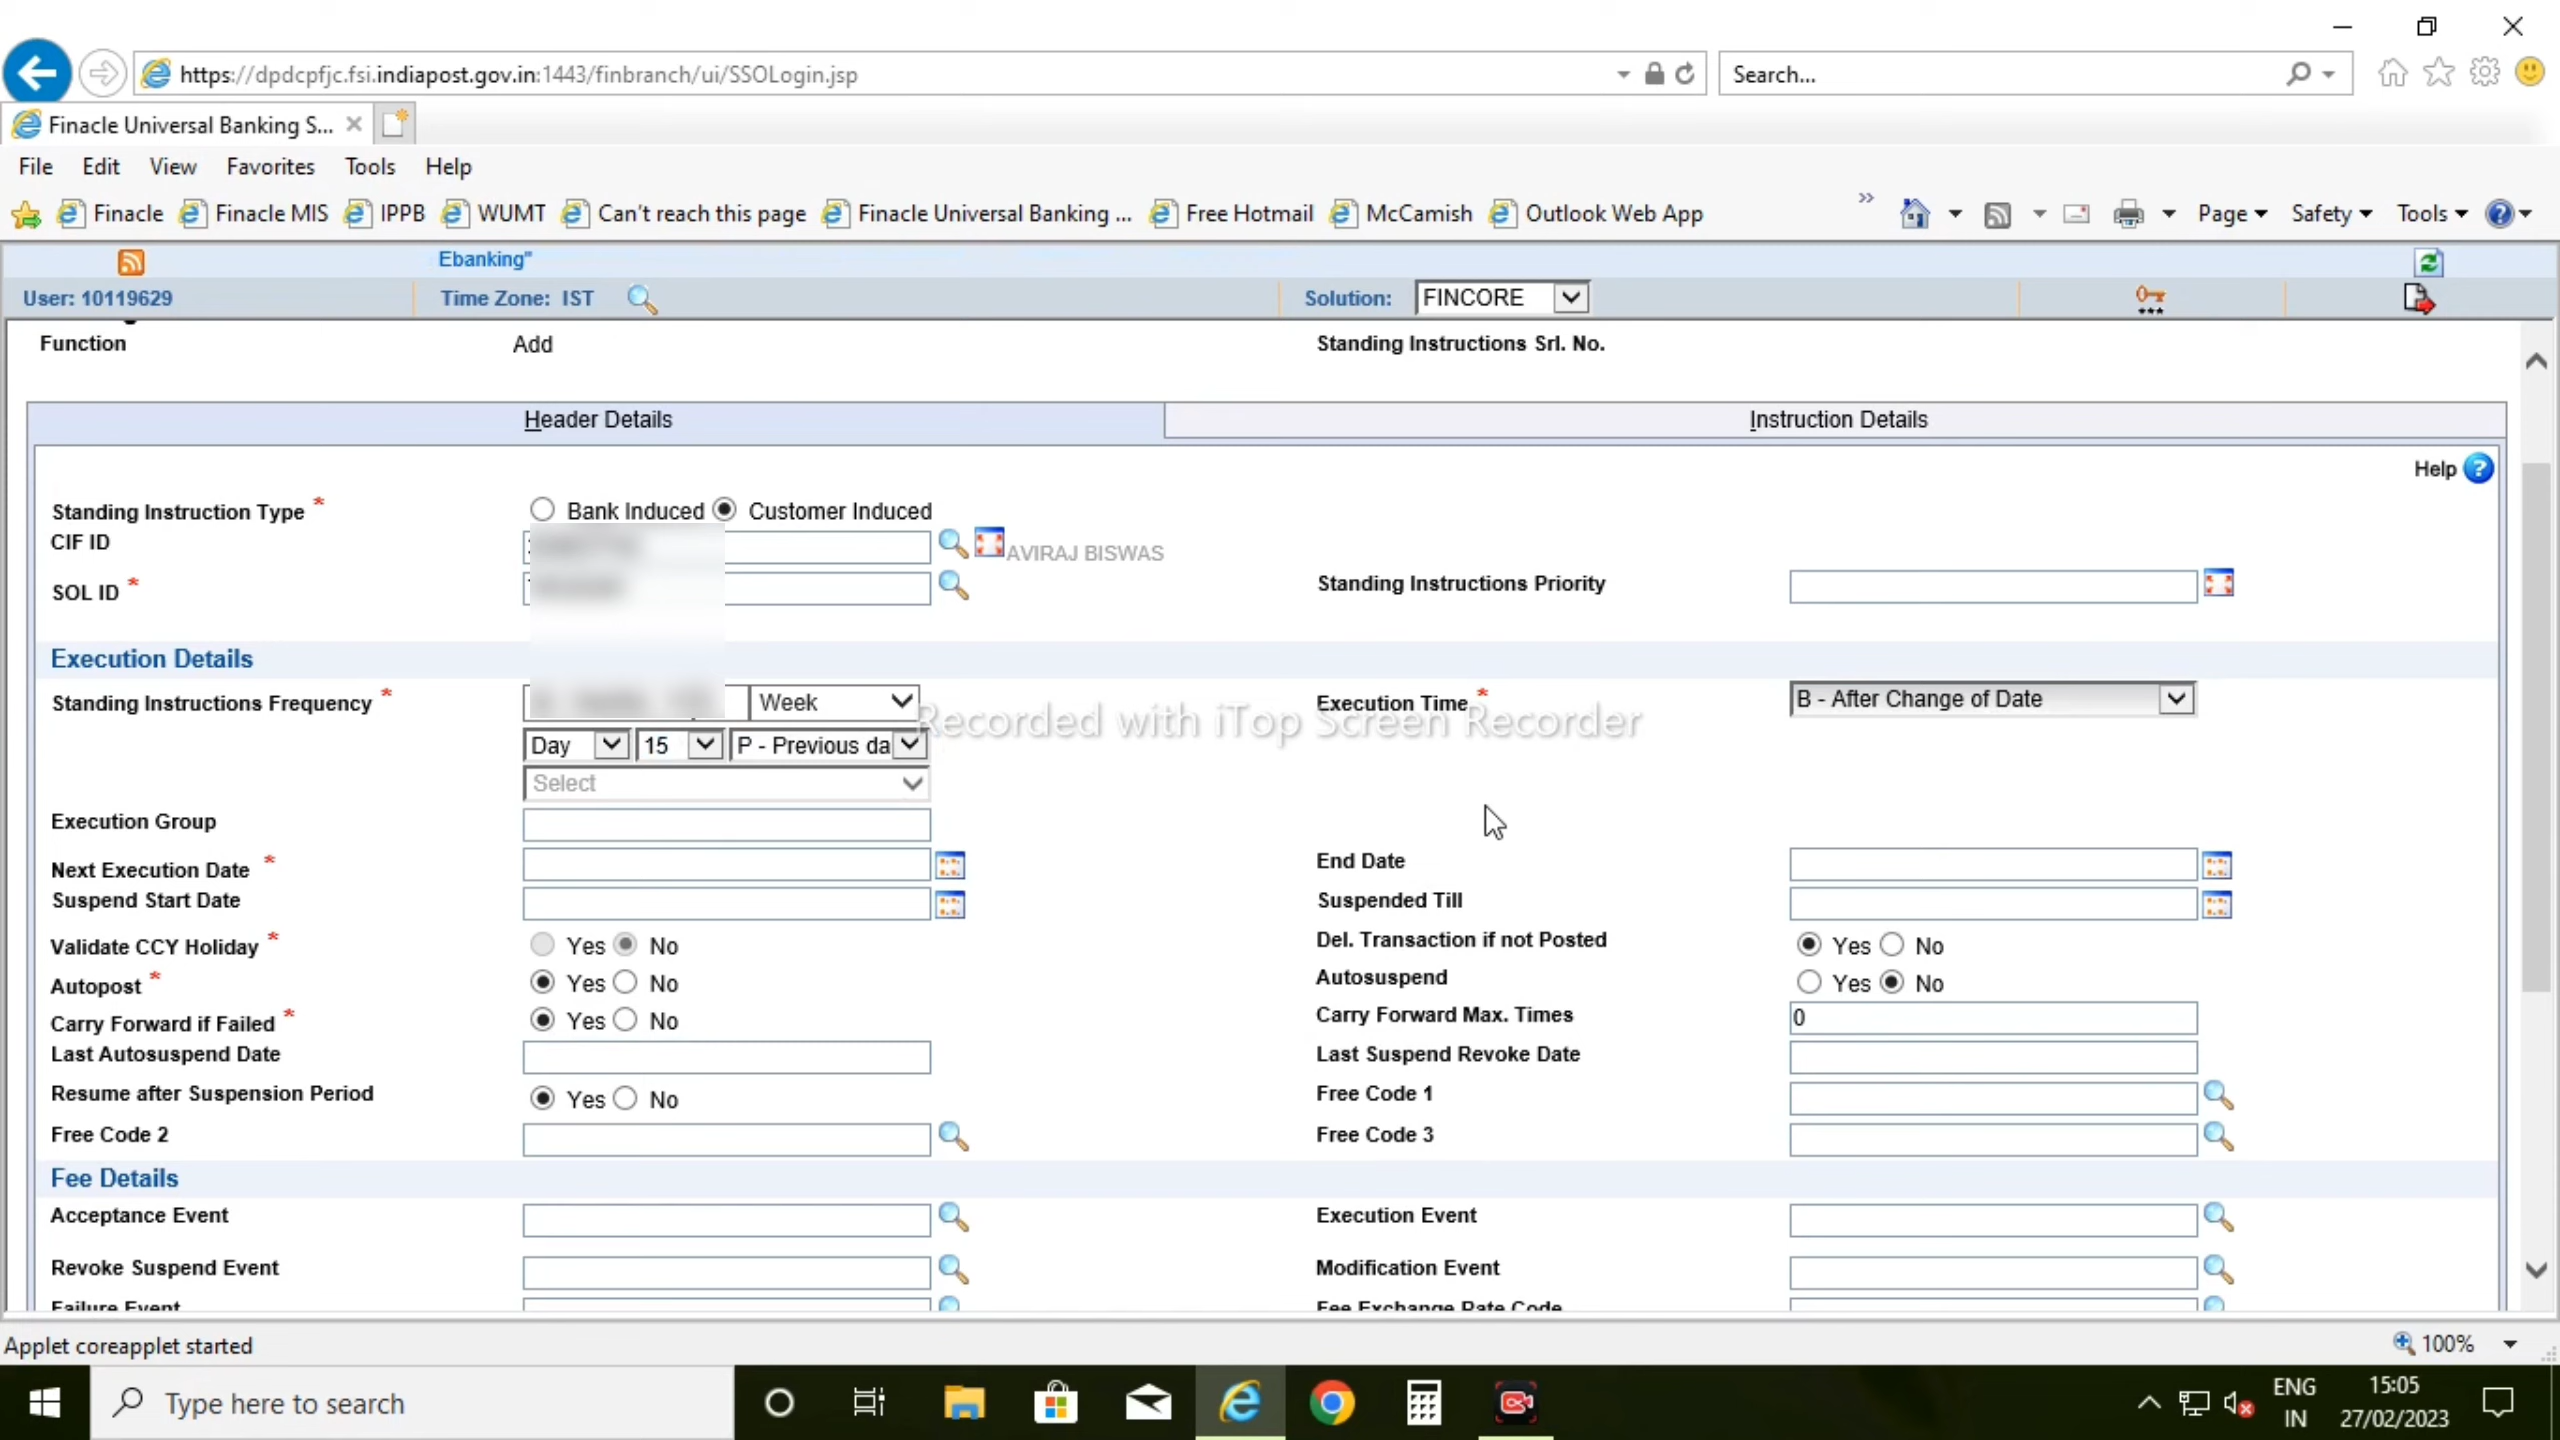 https://dpdcpfjc.fsi.indiapost.gov.in:1443/finbranch/ui/SSOLogin.jsp Search...
Finacle Universal Banking S...
File Edit View Favorites Tools Help
Finacle Finacle MIS IPPB WUMT Can't reach this page Finacle Universal Banking ... Free Hotmail McCamish Outlook Web App » Page Safety Tools
Ebanking"
User: 10119629 Time Zone: IST Solution: FINCORE
Function Add Standing Instructions Srl. No.
Header Details Instruction Details
Help
Standing Instruction Type * Bank Induced Customer Induced
CIF ID AVIRAJ BISWAS
SOL ID * Standing Instructions Priority
Execution Details
Standing Instructions Frequency * Week Execution Time * B - After Change of Date
Recorded with iTop Screen Recorder
Day 15 P - Previous da
Select
Execution Group
Next Execution Date * End Date
Suspend Start Date Suspended Till
Validate CCY Holiday * Yes No Del. Transaction if not Posted Yes No
Autopost * Yes No Autosuspend Yes No
Carry Forward if Failed * Yes No Carry Forward Max. Times 0
Last Autosuspend Date Last Suspend Revoke Date
Resume after Suspension Period Yes No Free Code 1
Free Code 2 Free Code 3
Fee Details
Acceptance Event Execution Event
Revoke Suspend Event Modification Event
Failure Event Fee Exchange Rate Code
Applet coreapplet started 100%
Type here to search ENG IN 15:05 27/02/2023